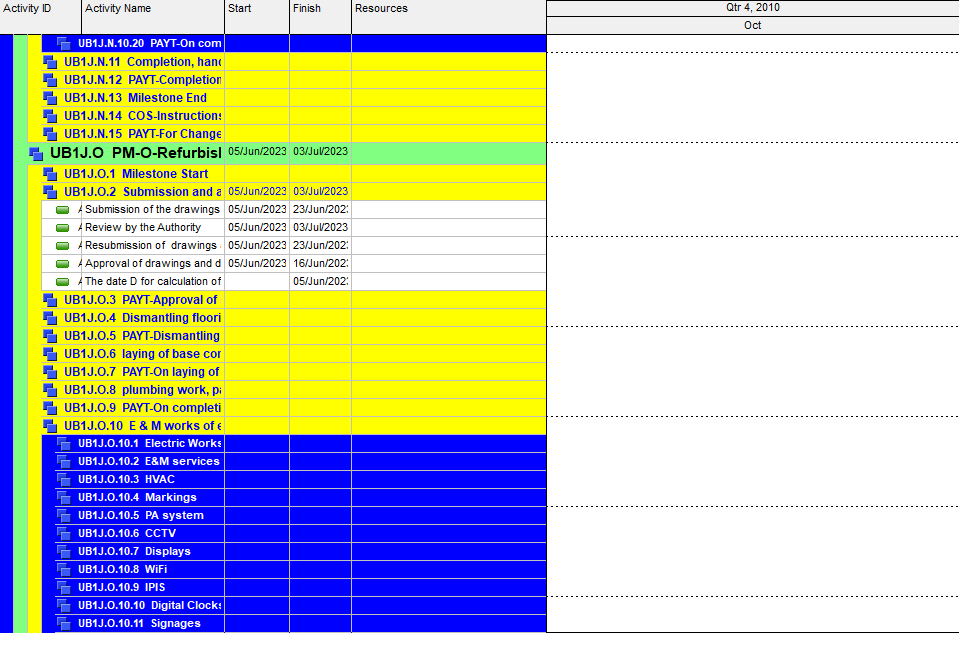 Activity ID Activity Name Start Finish Resources Qtr 4, 2010
Oct
UB1J.N.10.20 PAYT-On com
UB1J.N.11 Completion, hand
UB1J.N.12 PAYT-Completion
UB1J.N.13 Milestone End
UB1J.N.14 COS-Instructions
UB1J.N.15 PAYT-For Change
UB1J.O PM-O-Refurbis 05/Jun/2023 03/Jul/2023
UB1J.O.1 Milestone Start
UB1J.O.2 Submission and a 05/Jun/2023 03/Jul/2023
Submission of the drawings 05/Jun/2023 23/Jun/202
Review by the Authority 05/Jun/2023 03/Jul/2023
Resubmission of drawings 05/Jun/2023 23/Jun/202
Approval of drawings and d 05/Jun/2023 16/Jun/202
The date D for calculation of 05/Jun/202
UB1J.O.3 PAYT-Approval of
UB1J.O.4 Dismantling floori
UB1J.O.5 PAYT-Dismantling
UB1J.O.6 laying of base con
UB1J.O.7 PAYT-On laying of
UB1J.O.8 plumbing work, pa
UB1J.O.9 PAYT-On completi
UB1J.O.10 E & M works of e
UB1J.O.10.1 Electric Works
UB1J.O.10.2 E&M services
UB1J.O.10.3 HVAC
UB1J.O.10.4 Markings
UB1J.O.10.5 PA system
UB1J.O.10.6 CCTV
UB1J.O.10.7 Displays
UB1J.O.10.8 WiFi
UB1J.O.10.9 IPIS
UB1J.O.10.10 Digital Clocks
UB1J.O.10.11 Signages